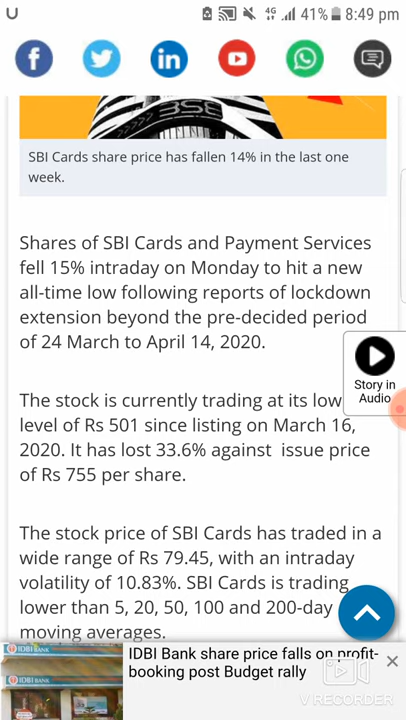 U 4G 41% 8:49 pm
BSE
SBI Cards share price has fallen 14% in the last one
week.
Shares of SBI Cards and Payment Services
fell 15% intraday on Monday to hit a new
all-time low following reports of lockdown
extension beyond the pre-decided period
of 24 March to April 14, 2020.
Story in
Audio
The stock is currently trading at its low
level of Rs 501 since listing on March 16,
2020. It has lost 33.6% against issue price
of Rs 755 per share.
The stock price of SBI Cards has traded in a
wide range of Rs 79.45, with an intraday
volatility of 10.83%. SBI Cards is trading
lower than 5, 20, 50, 100 and 200-day
moving averages.
IDBI BANK
IDBI BANK
IDBI Bank share price falls on profit-
booking post Budget rally
V RECORDER